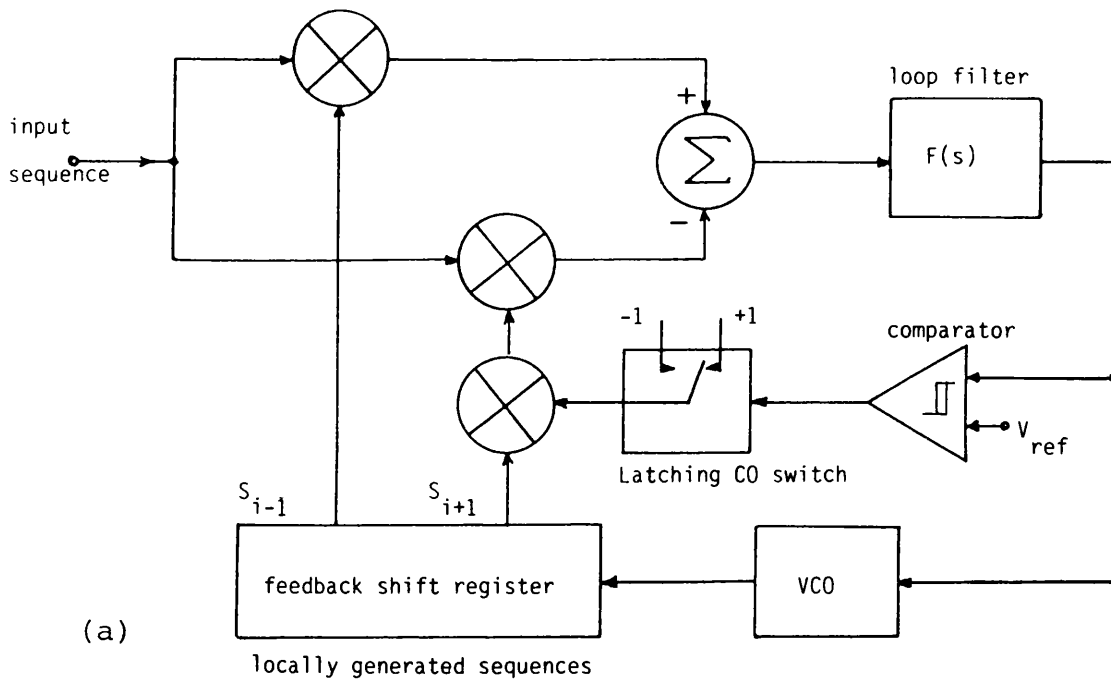 loop filter
input
sequence
+
Σ
-
F(s)
-1
+1
comparator
V
ref
Latching CO switch
S
i-1
S
i+1
feedback shift register
VCO
(a)
locally generated sequences